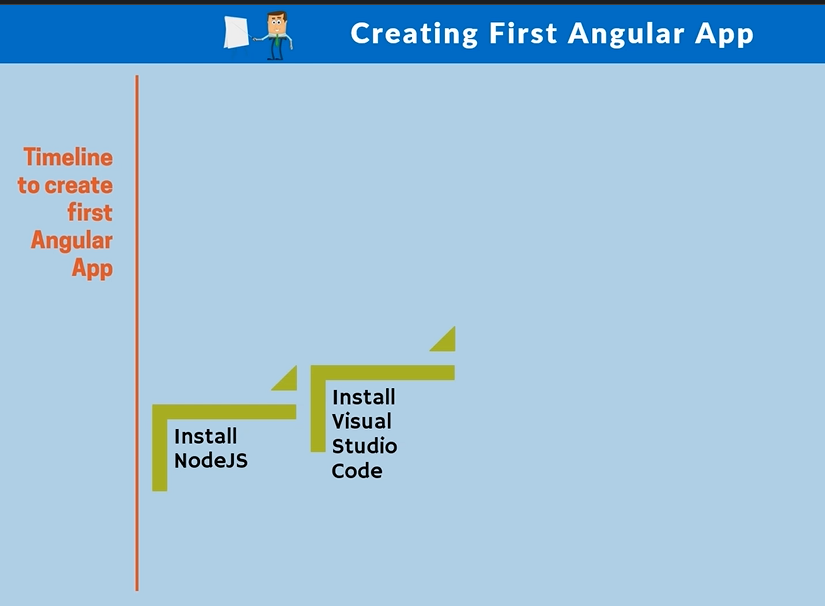 Creating First Angular App
Timeline
to create
first
Angular
App
Install
NodeJS
Install
Visual
Studio
Code